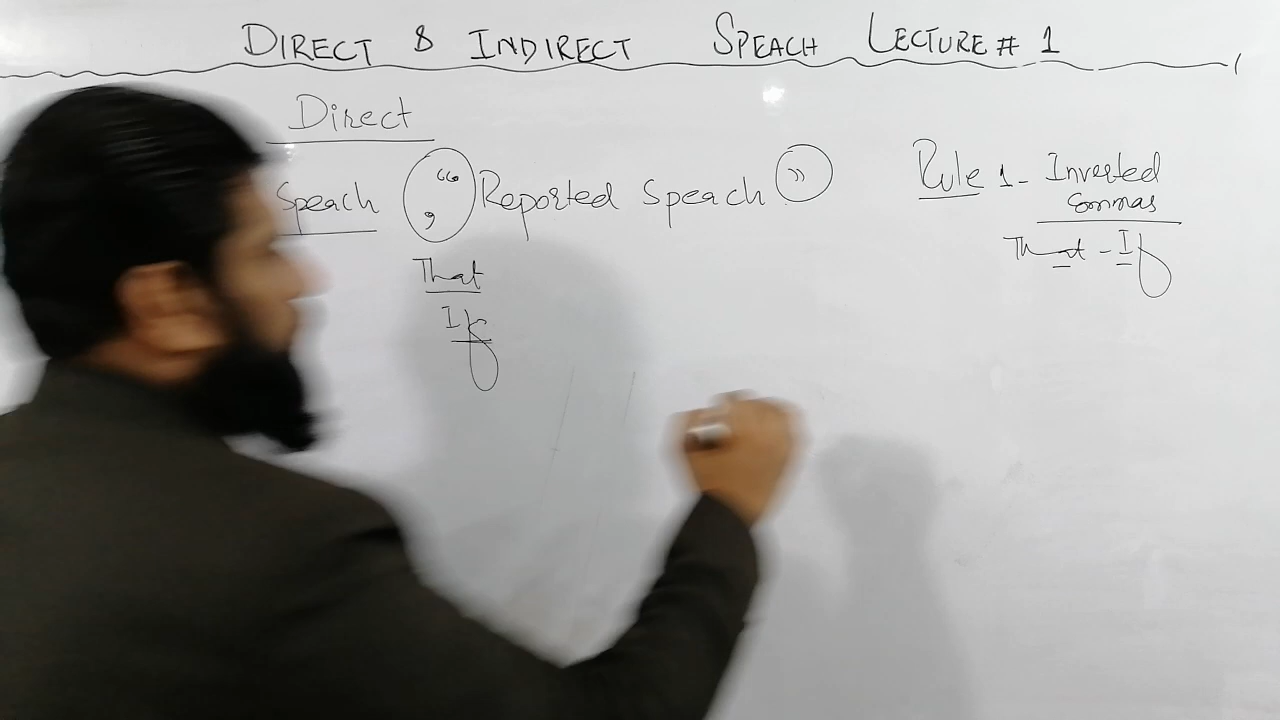 DIRECT & INDIRECT SPEACH LECTURE # 1
Direct
Speach , “ Reported Speach ”
That
If
Rule 1 - Inverted
Commas
That - If